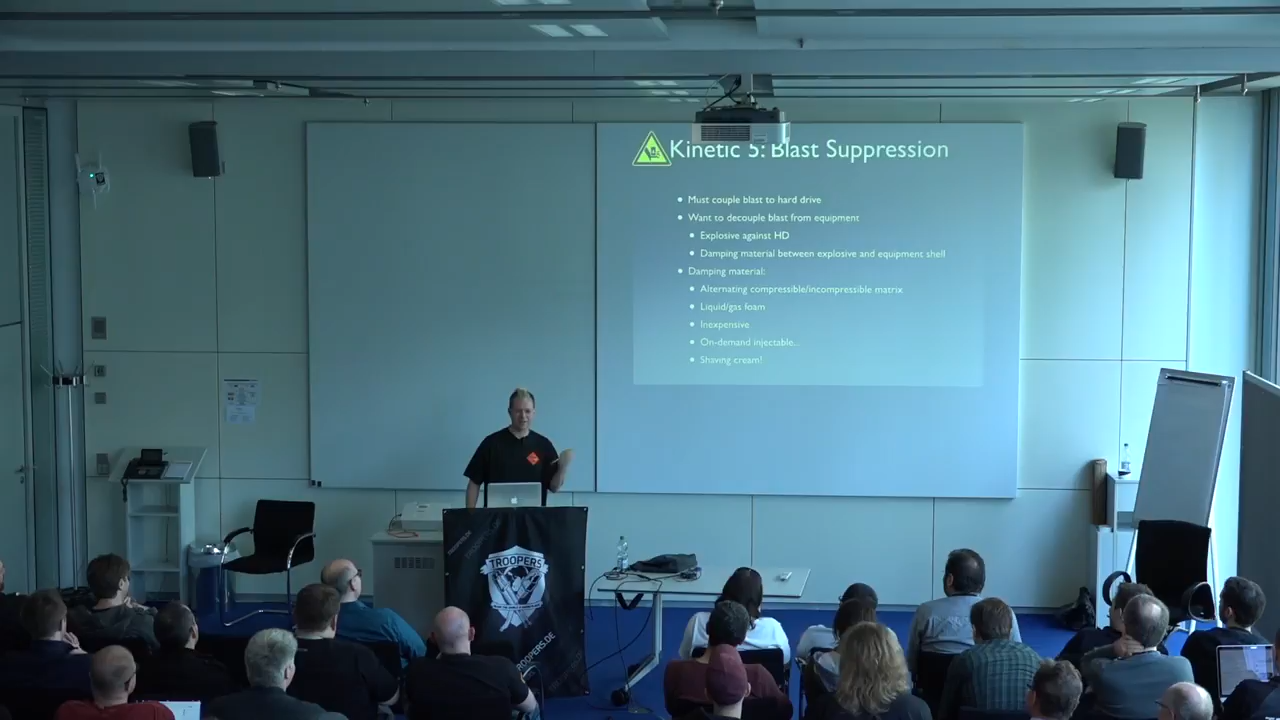 Kinetic 5: Blast Suppression
Must couple blast to hard drive
Want to decouple blast from equipment
Explosive against HD
Damping material between explosive and equipment shell
Damping material:
Alternating compressible/incompressible matrix
Liquid/gas foam
Inexpensive
On-demand injectable...
Shaving cream!
TROOPERS
TROOPERS.DE